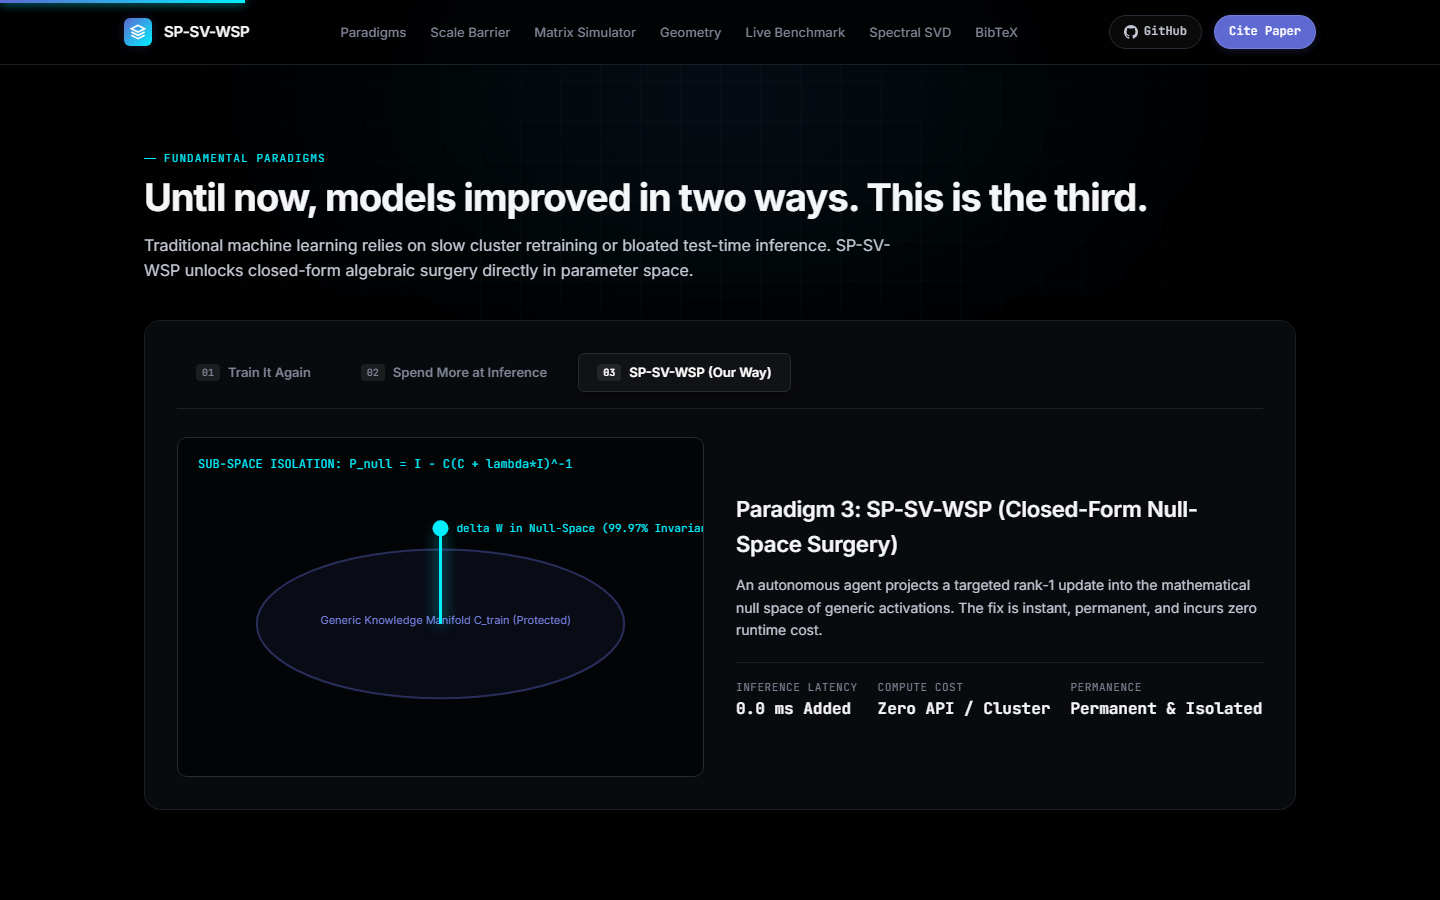 SP-SV-WSP
Paradigms
Scale Barrier
Matrix Simulator
Geometry
Live Benchmark
Spectral SVD
BibTeX
GitHub
Cite Paper
— FUNDAMENTAL PARADIGMS
Until now, models improved in two ways. This is the third.
Traditional machine learning relies on slow cluster retraining or bloated test-time inference. SP-SV-
WSP unlocks closed-form algebraic surgery directly in parameter space.
01 Train It Again
02 Spend More at Inference
03 SP-SV-WSP (Our Way)
SUB-SPACE ISOLATION: P_null = I - C(C + lambda*I)^-1
delta W in Null-Space (99.97% Invarian
Generic Knowledge Manifold C_train (Protected)
Paradigm 3: SP-SV-WSP (Closed-Form Null-
Space Surgery)
An autonomous agent projects a targeted rank-1 update into the mathematical
null space of generic activations. The fix is instant, permanent, and incurs zero
runtime cost.
INFERENCE LATENCY
0.0 ms Added
COMPUTE COST
Zero API / Cluster
PERMANENCE
Permanent & Isolated